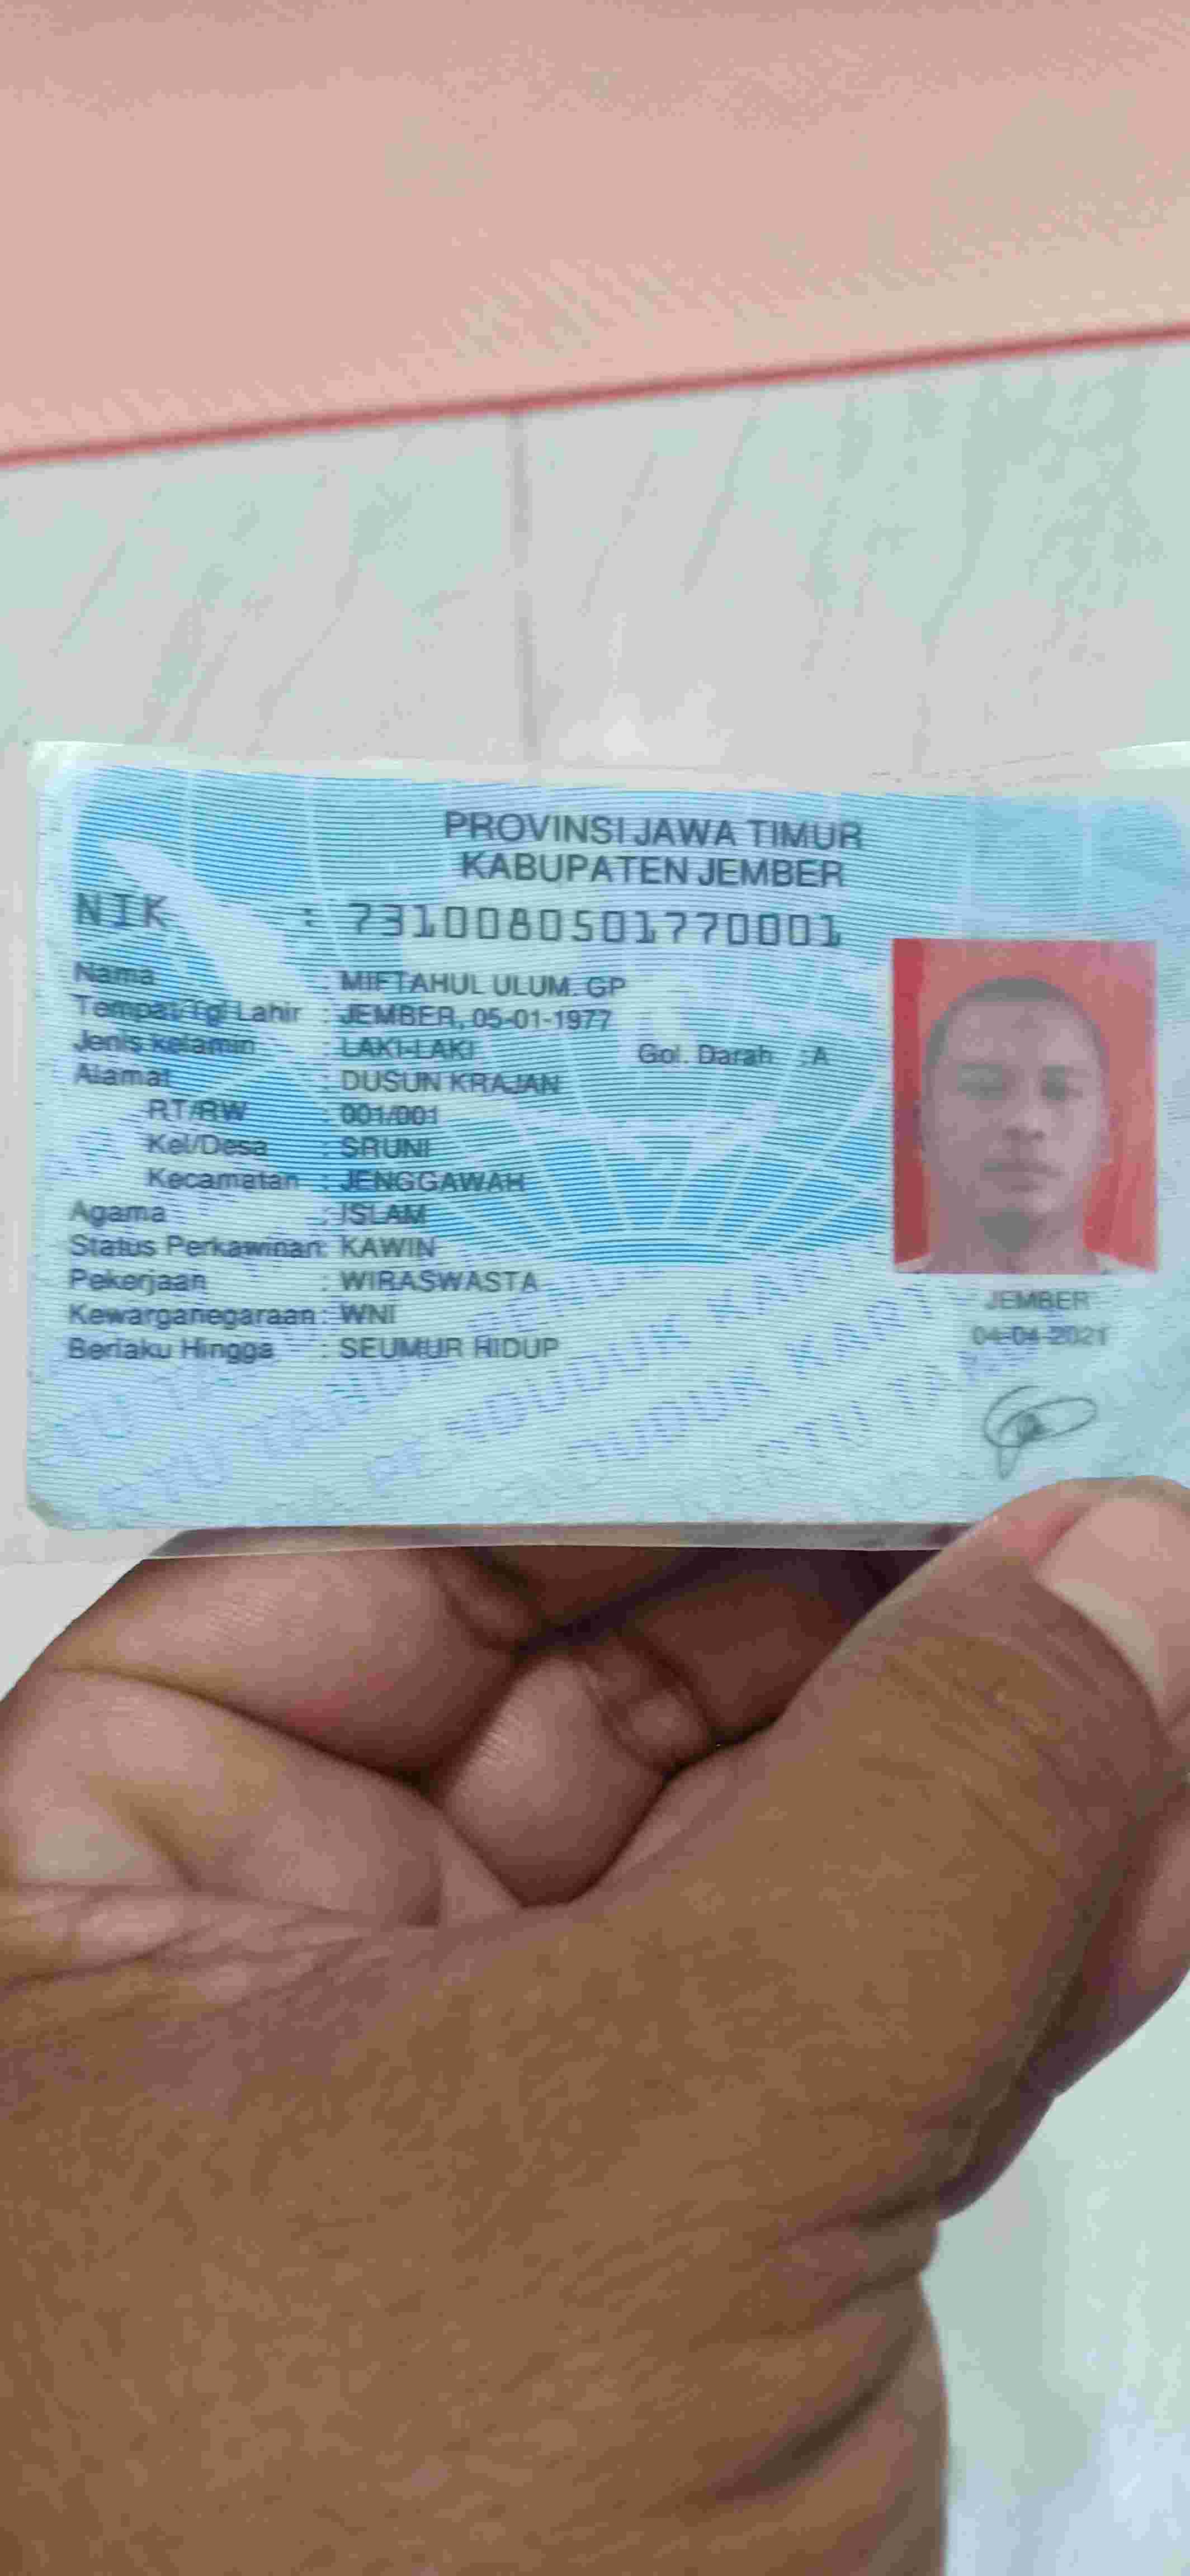 PROVINSI JAWA TIMUR
KABUPATEN JEMBER
NIK : 7310080501770001
Nama : MIFTAHUL ULUM. GP
Tempat/Tgl Lahir : JEMBER, 05-01-1977
Jenis kelamin : LAKI-LAKI Gol. Darah : A
Alamat : DUSUN KRAJAN
RT/RW : 001/001
Kel/Desa : SRUNI
Kecamatan : JENGGAWAH
Agama : ISLAM
Status Perkawinan: KAWIN
Pekerjaan : WIRASWASTA
Kewarganegaraan: WNI
Berlaku Hingga : SEUMUR HIDUP
JEMBER
04-04-2021